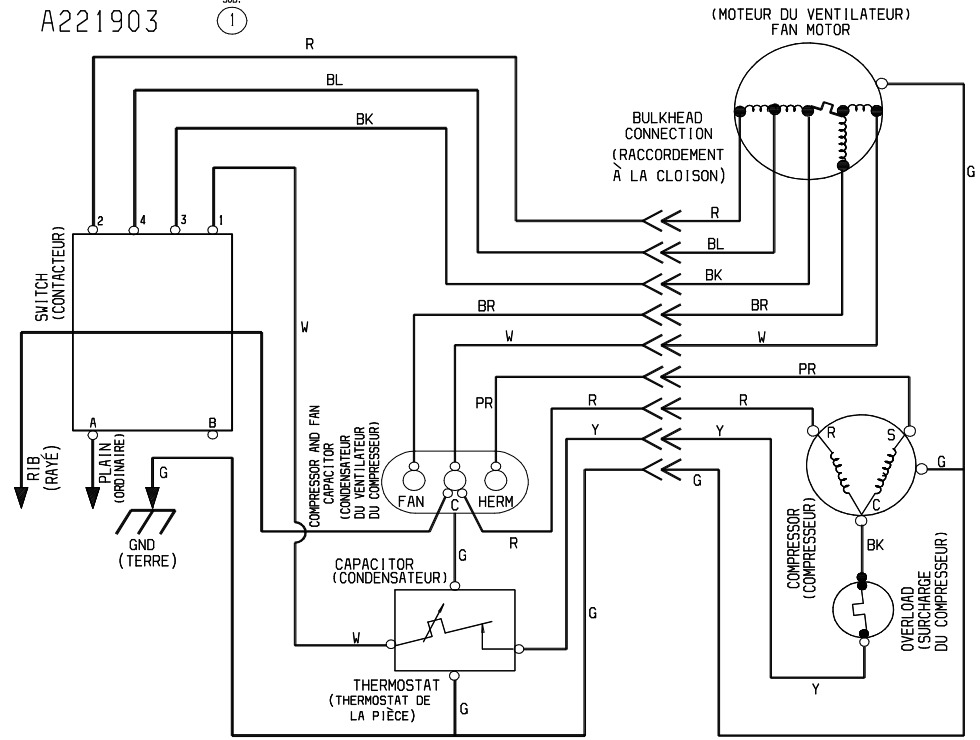 A221903
SUB.
1
(MOTEUR DU VENTILATEUR)
FAN MOTOR
R
BL
BK
BULKHEAD
CONNECTION
(RACCORDEMENT
À LA CLOISON)
G
2
4
3
1
R
BL
BK
SWITCH
(CONTACTEUR)
BR
BR
W
W
W
PR
PR
R
R
Y
Y
G
R
S
C
G
A
B
RIB
(RAYÉ)
PLAIN
(ORDINAIRE)
G
GND
(TERRE)
COMPRESSOR AND FAN
CAPACITOR
(CONDENSATEUR
DU VENTILATEUR
DU COMPRESSEUR)
FAN
C
HERM
R
G
BK
COMPRESSOR
(COMPRESSEUR)
OVERLOAD
(SURCHARGE
DU COMPRESSEUR)
CAPACITOR
(CONDENSATEUR)
G
W
THERMOSTAT
(THERMOSTAT DE
LA PIÈCE)
G
Y